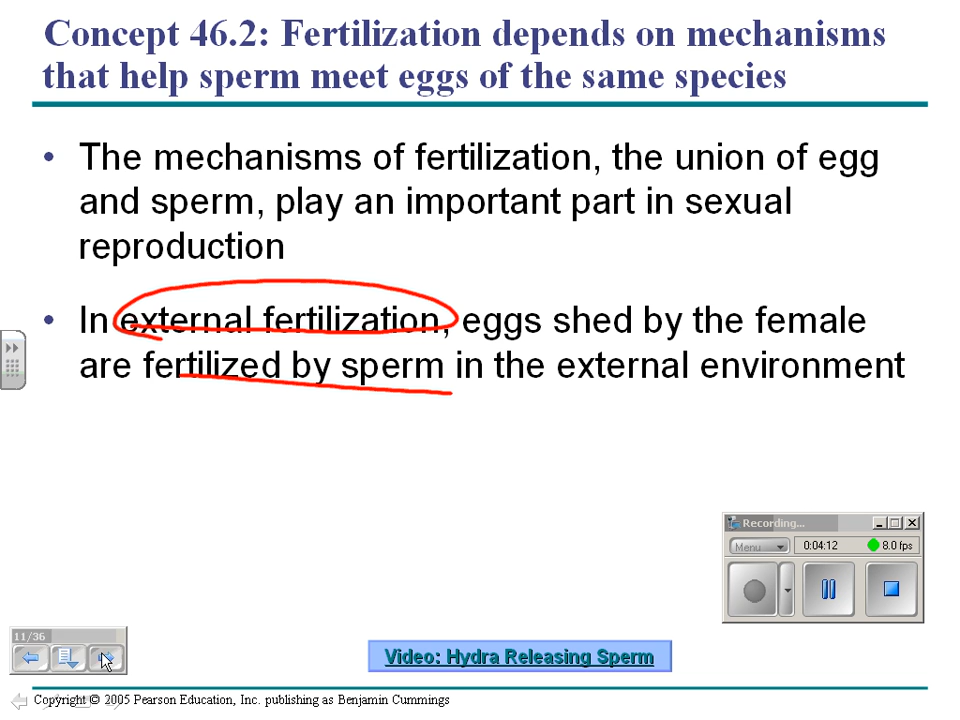 Concept 46.2: Fertilization depends on mechanisms
that help sperm meet eggs of the same species
• The mechanisms of fertilization, the union of egg
and sperm, play an important part in sexual
reproduction
• In external fertilization, eggs shed by the female
are fertilized by sperm in the external environment
Recording...
Menu
0:04:12
8.0 fps
11/36
Video: Hydra Releasing Sperm
Copyright © 2005 Pearson Education, Inc. publishing as Benjamin Cummings